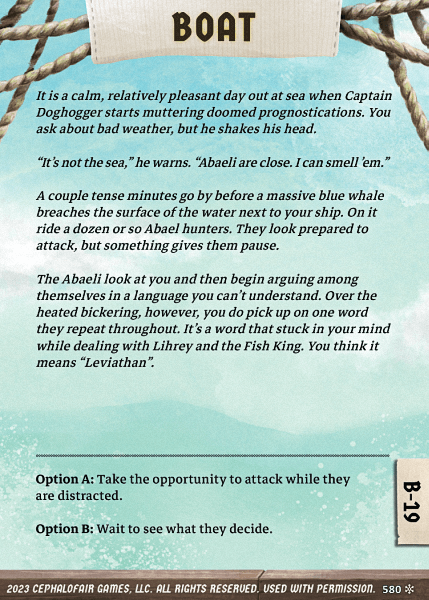 BOAT
It is a calm, relatively pleasant day out at sea when Captain
Doghogger starts muttering doomed prognostications. You
ask about bad weather, but he shakes his head.
“It’s not the sea,” he warns. “Abaeli are close. I can smell ’em.”
A couple tense minutes go by before a massive blue whale
breaches the surface of the water next to your ship. On it
ride a dozen or so Abael hunters. They look prepared to
attack, but something gives them pause.
The Abaeli look at you and then begin arguing among
themselves in a language you can’t understand. Over the
heated bickering, however, you do pick up on one word
they repeat throughout. It’s a word that stuck in your mind
while dealing with Lihrey and the Fish King. You think it
means “Leviathan”.
Option A: Take the opportunity to attack while they
are distracted.
Option B: Wait to see what they decide.
B-19
2023 CEPHALOFAIR GAMES, LLC. ALL RIGHTS RESERVED. USED WITH PERMISSION. 580